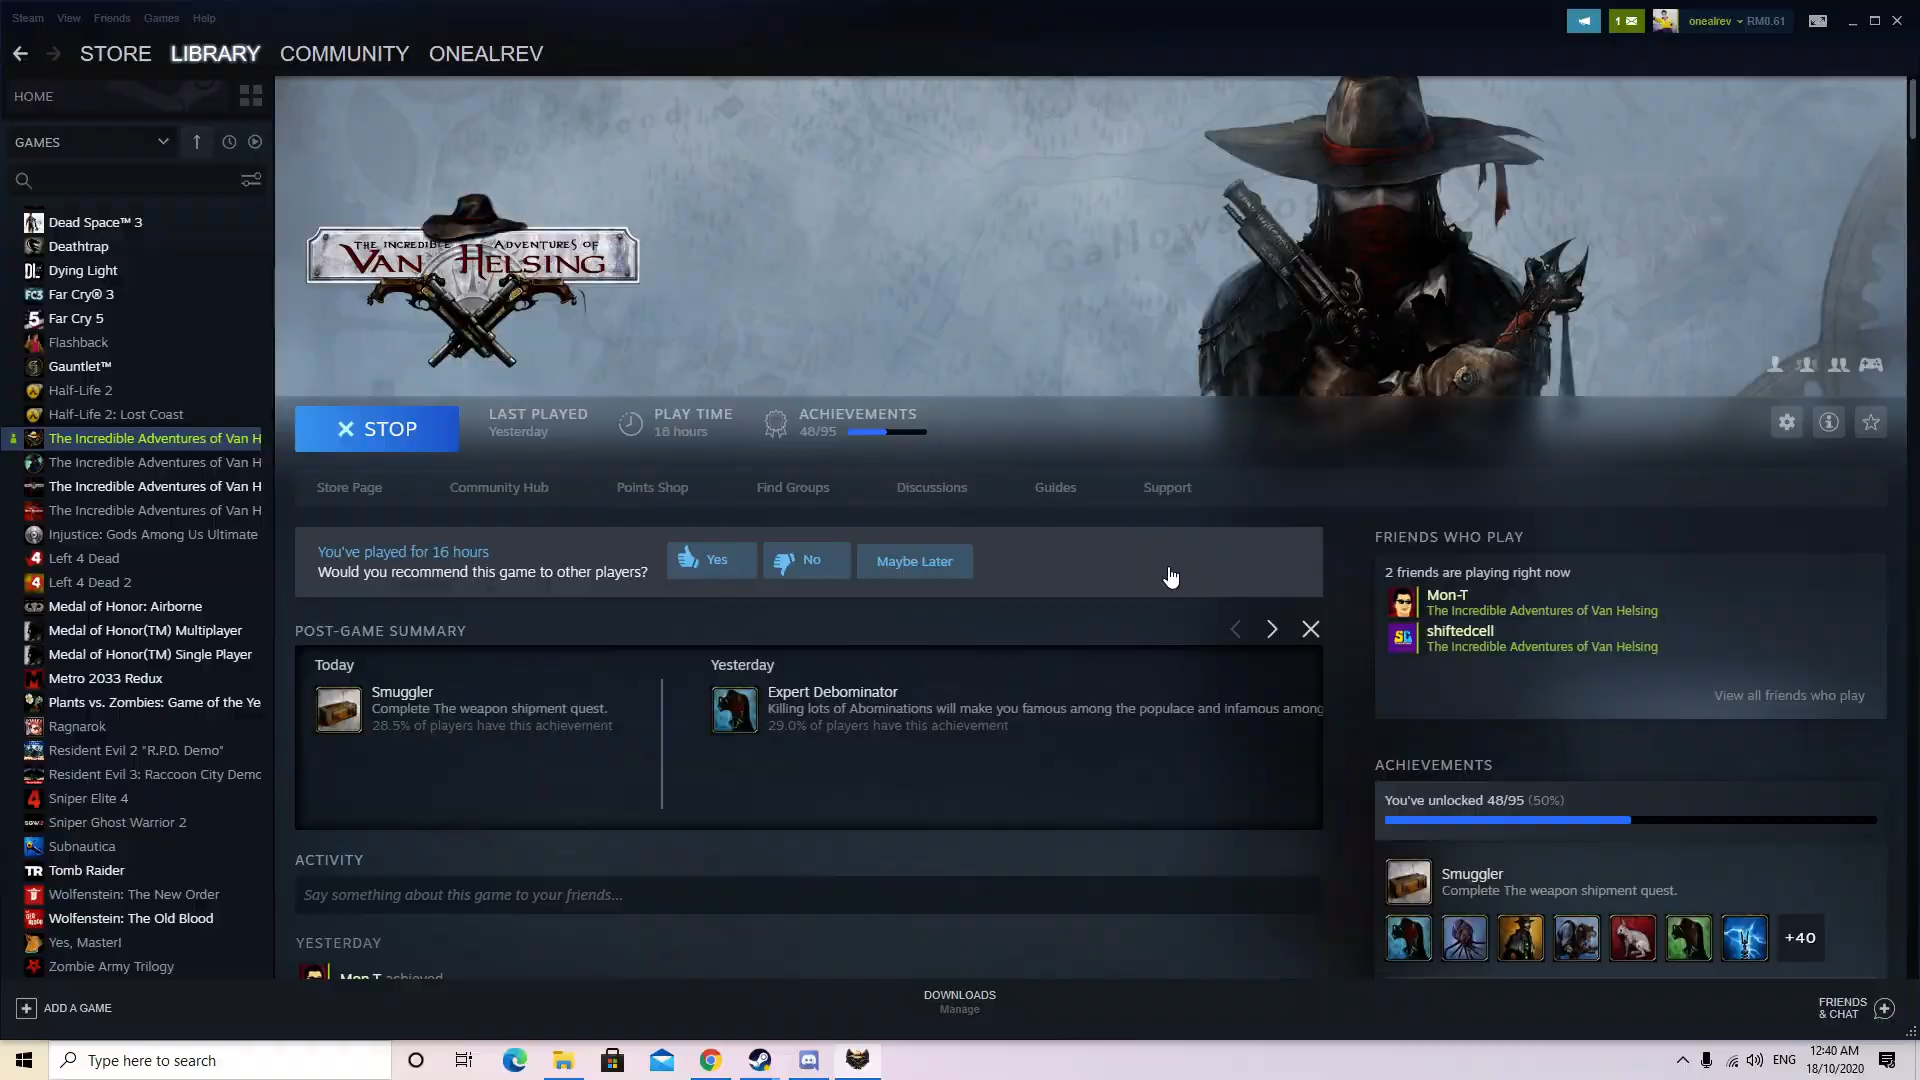 Steam View Friends Games Help
1 onealrev RM0.61
STORE LIBRARY COMMUNITY ONEALREV
HOME
GAMES
Dead Space™ 3
Deathtrap
DL Dying Light
FC3 Far Cry® 3
5 Far Cry 5
Flashback
Gauntlet™
Half-Life 2
Half-Life 2: Lost Coast
The Incredible Adventures of Van H
The Incredible Adventures of Van H
The Incredible Adventures of Van H
The Incredible Adventures of Van H
Injustice: Gods Among Us Ultimate
Left 4 Dead
Left 4 Dead 2
Medal of Honor: Airborne
Medal of Honor(TM) Multiplayer
Medal of Honor(TM) Single Player
Metro 2033 Redux
Plants vs. Zombies: Game of the Ye
Ragnarok
Resident Evil 2 "R.P.D. Demo"
Resident Evil 3: Raccoon City Demo
Sniper Elite 4
Sniper Ghost Warrior 2
Subnautica
TR Tomb Raider
Wolfenstein: The New Order
Wolfenstein: The Old Blood
Yes, Master!
Zombie Army Trilogy
ADD A GAME
THE INCREDIBLE ADVENTURES OF
VAN HELSING
STOP
LAST PLAYED
Yesterday
PLAY TIME
16 hours
ACHIEVEMENTS
48/95
Store Page Community Hub Points Shop Find Groups Discussions Guides Support
You've played for 16 hours
Would you recommend this game to other players?
Yes No Maybe Later
POST-GAME SUMMARY
Today
Smuggler
Complete The weapon shipment quest.
28.5% of players have this achievement
Yesterday
Expert Debominator
Killing lots of Abominations will make you famous among the populace and infamous among
29.0% of players have this achievement
ACTIVITY
Say something about this game to your friends...
YESTERDAY
Mon-T achieved
FRIENDS WHO PLAY
2 friends are playing right now
Mon-T
The Incredible Adventures of Van Helsing
SC shiftedcell
The Incredible Adventures of Van Helsing
View all friends who play
ACHIEVEMENTS
You've unlocked 48/95 (50%)
Smuggler
Complete The weapon shipment quest.
+40
DOWNLOADS
Manage
FRIENDS
& CHAT
Type here to search
ENG
12:40 AM
18/10/2020